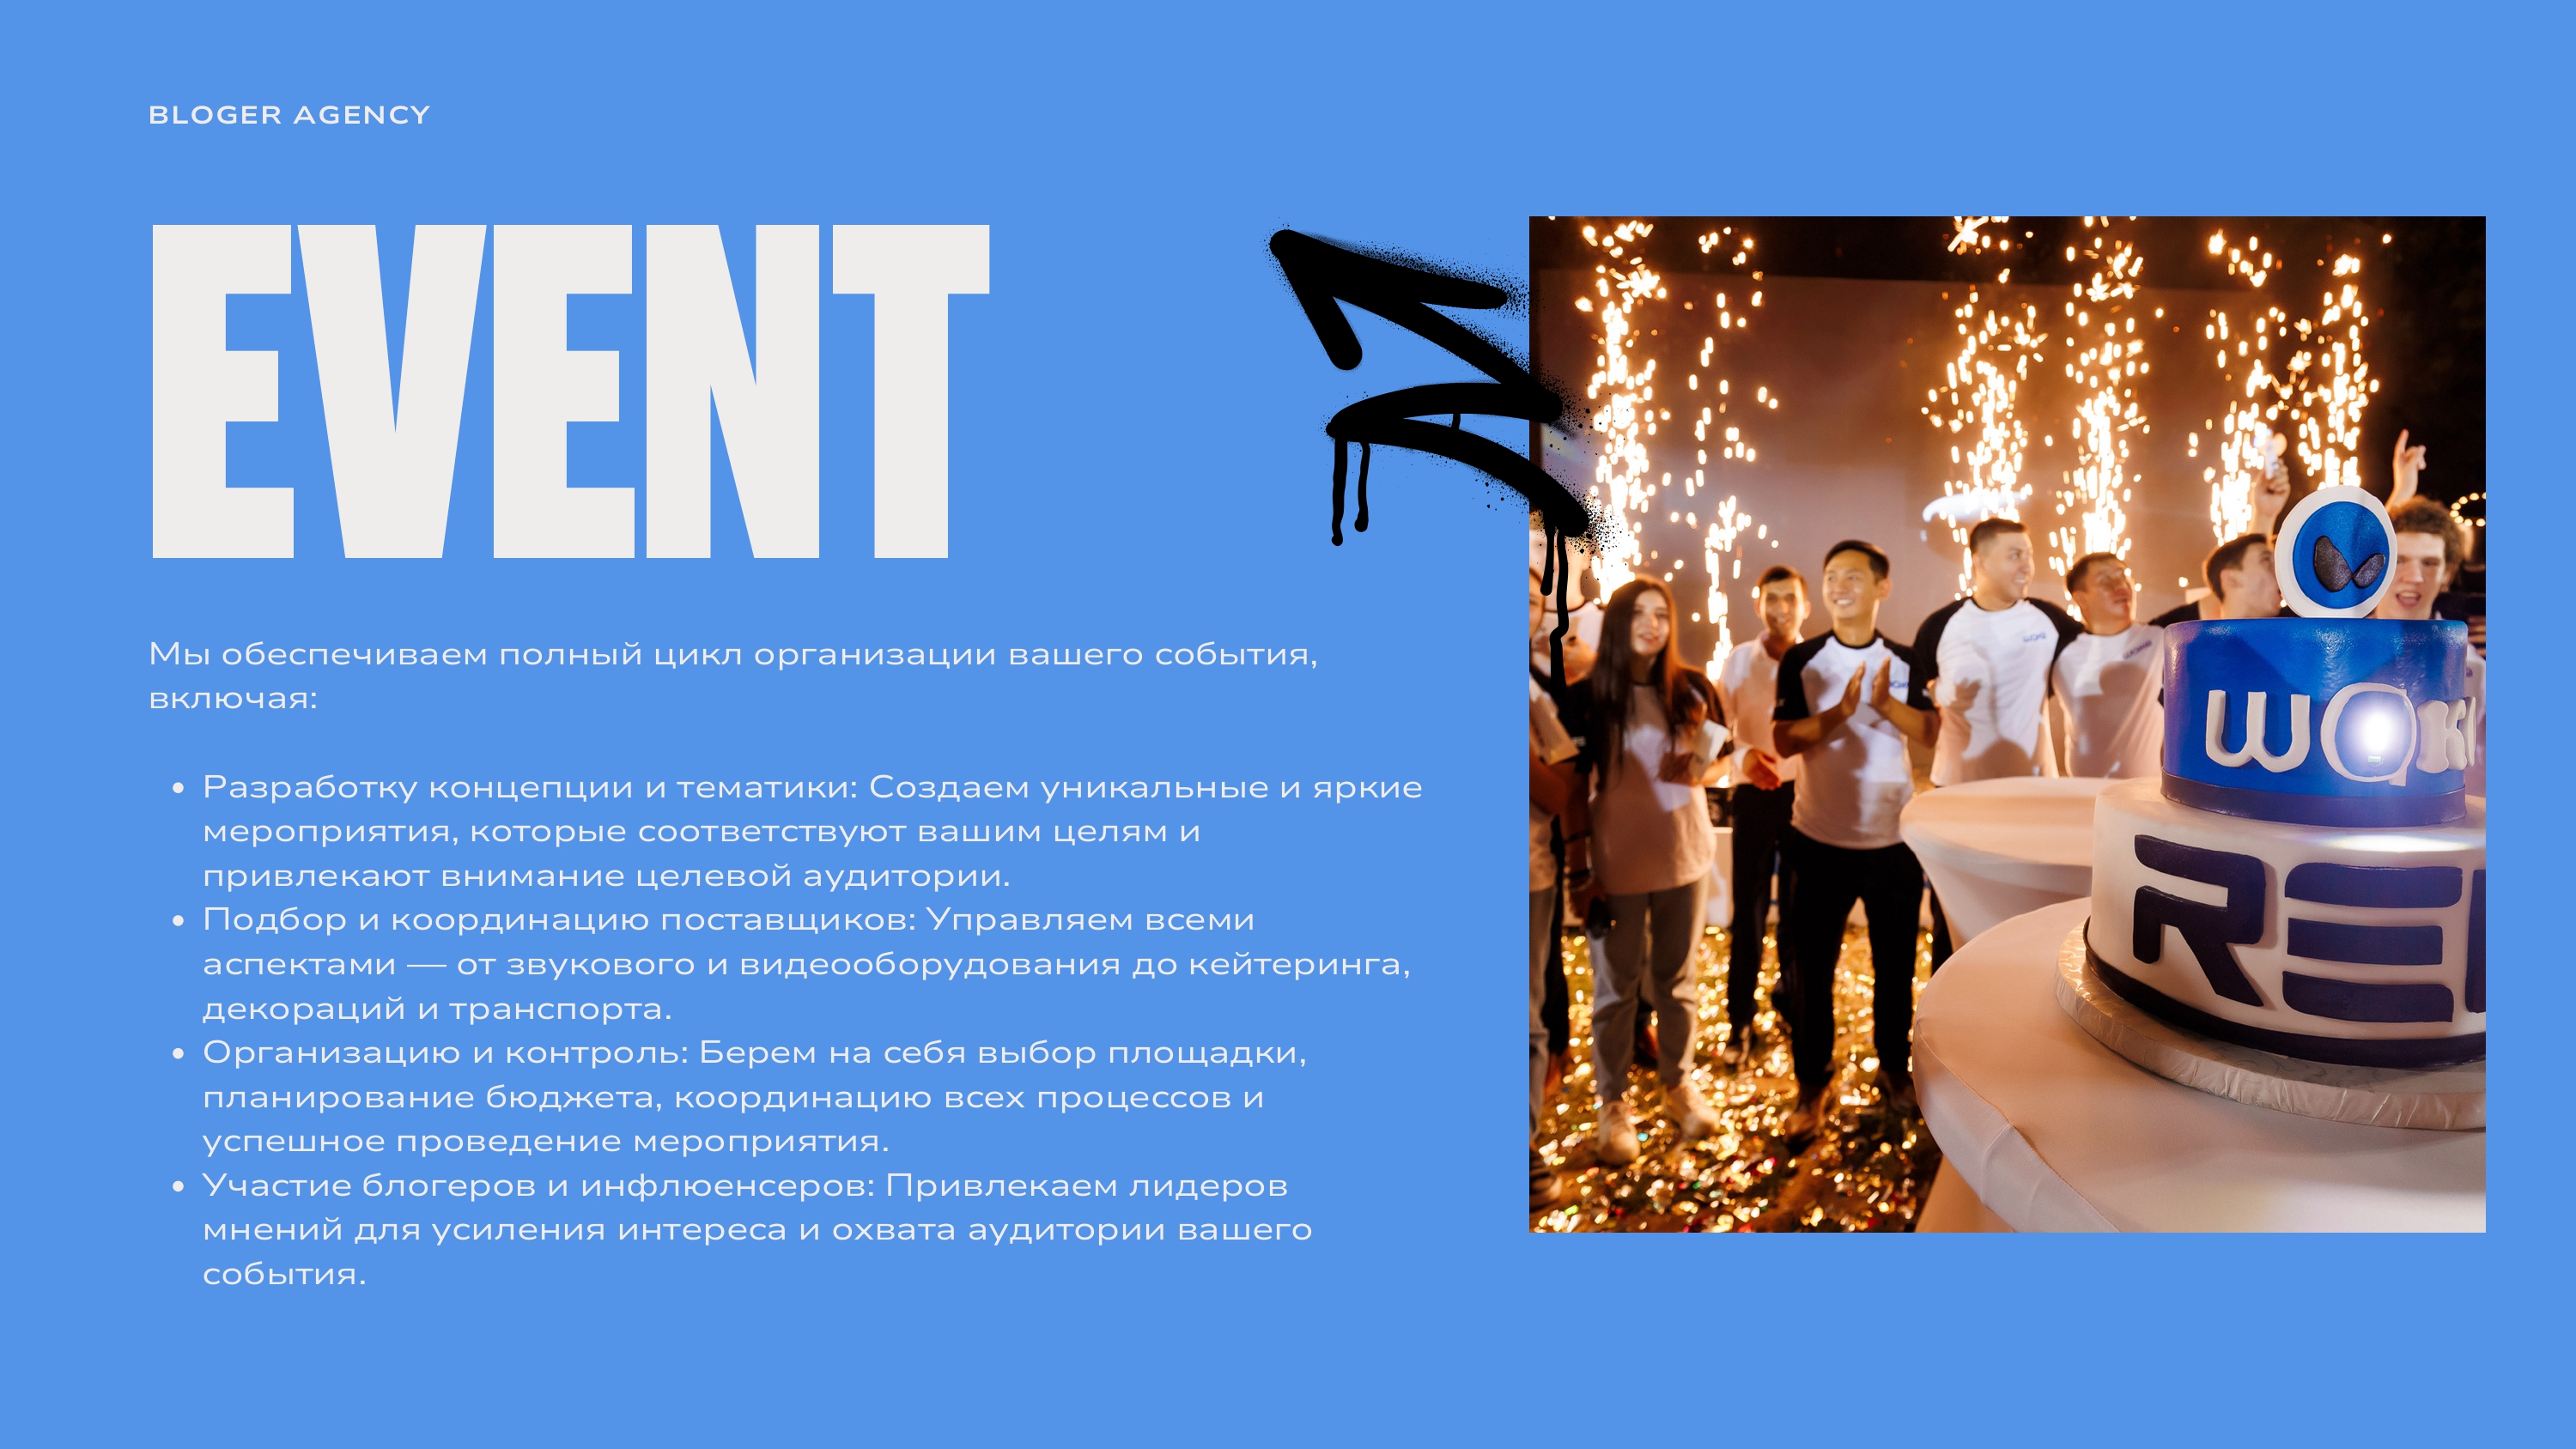 BLOGER AGENCY
EVENT
Мы обеспечиваем полный цикл организации вашего события,
включая:
• Разработку концепции и тематики: Создаем уникальные и яркие
мероприятия, которые соответствуют вашим целям и
привлекают внимание целевой аудитории.
• Подбор и координацию поставщиков: Управляем всеми
аспектами — от звукового и видеооборудования до кейтеринга,
декораций и транспорта.
• Организацию и контроль: Берем на себя выбор площадки,
планирование бюджета, координацию всех процессов и
успешное проведение мероприятия.
• Участие блогеров и инфлюенсеров: Привлекаем лидеров
мнений для усиления интереса и охвата аудитории вашего
события.